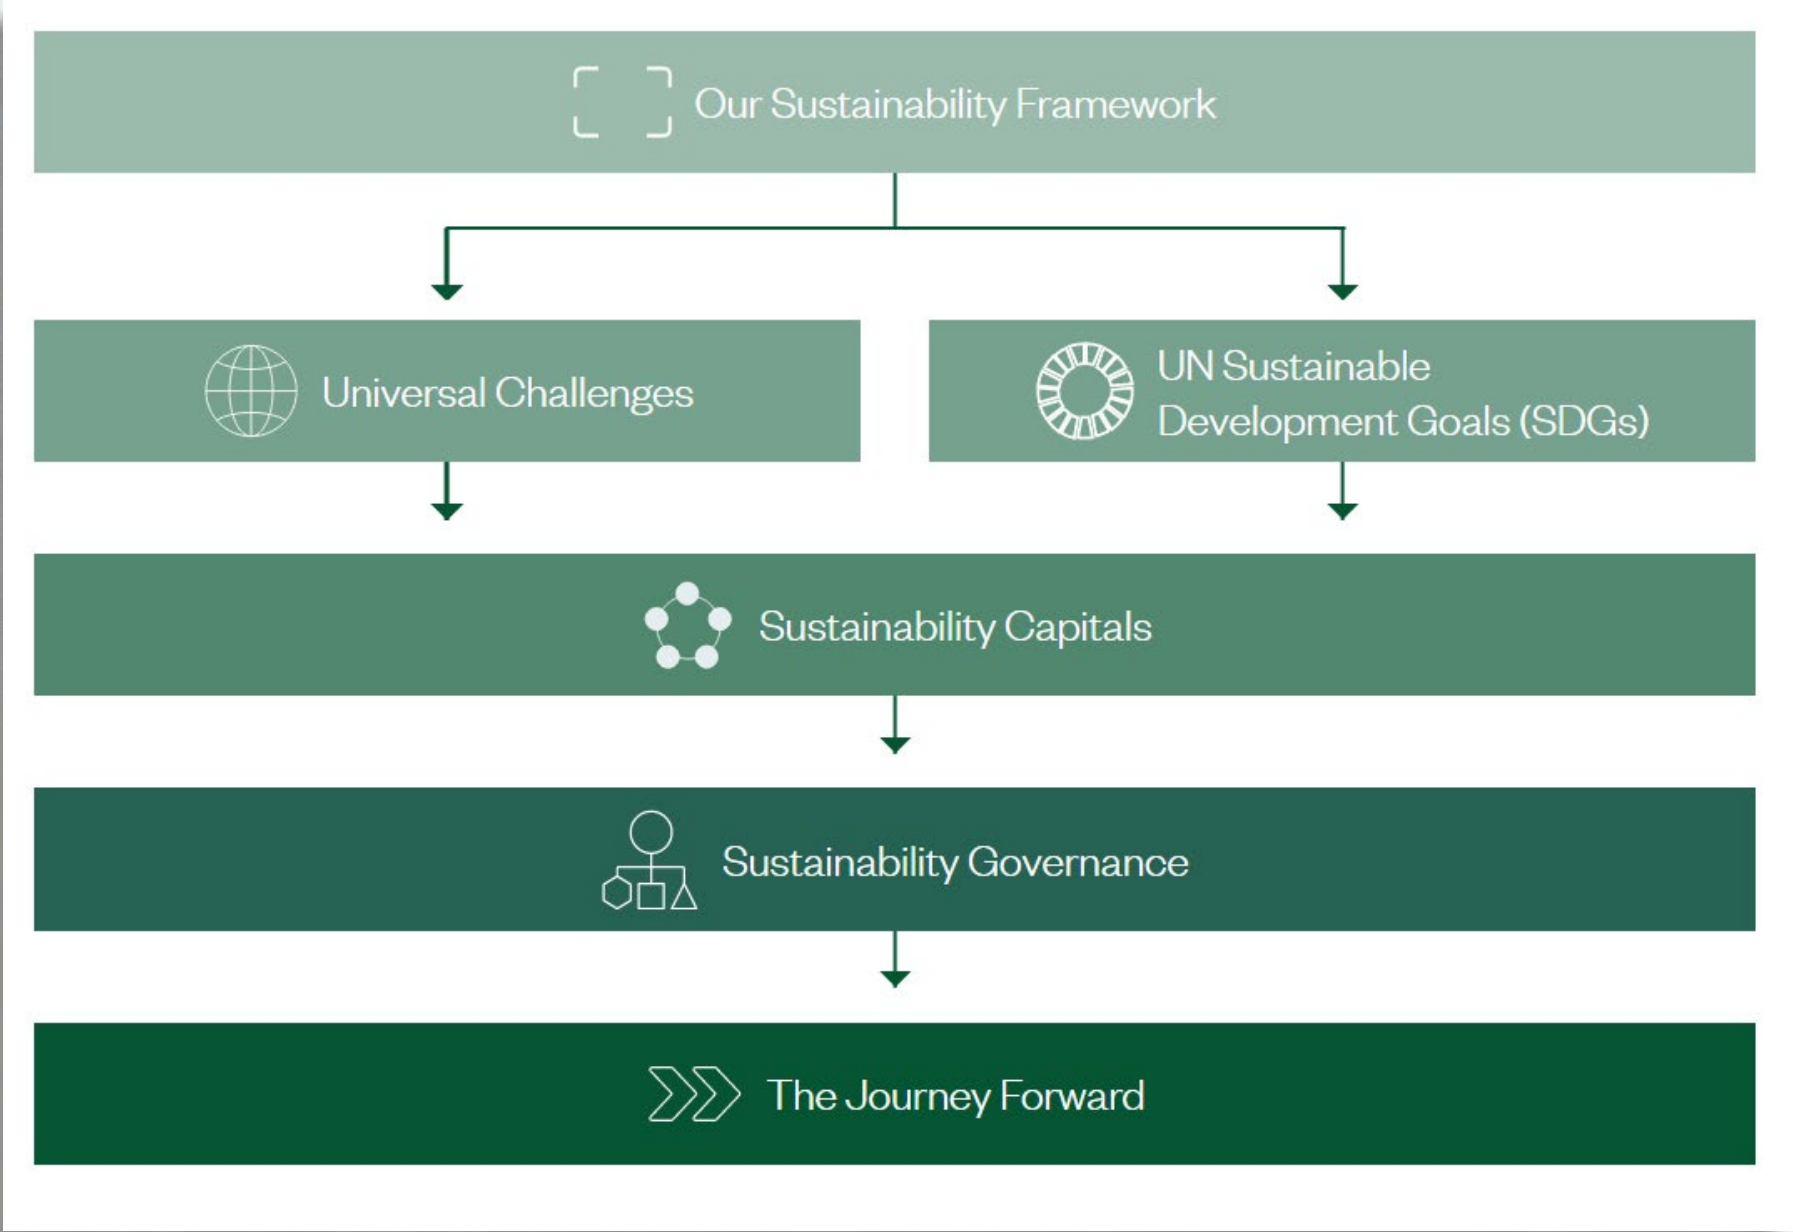 Our Sustainability Framework
Universal Challenges
UN Sustainable
Development Goals (SDGs)
Sustainability Capitals
Sustainability Governance
The Journey Forward